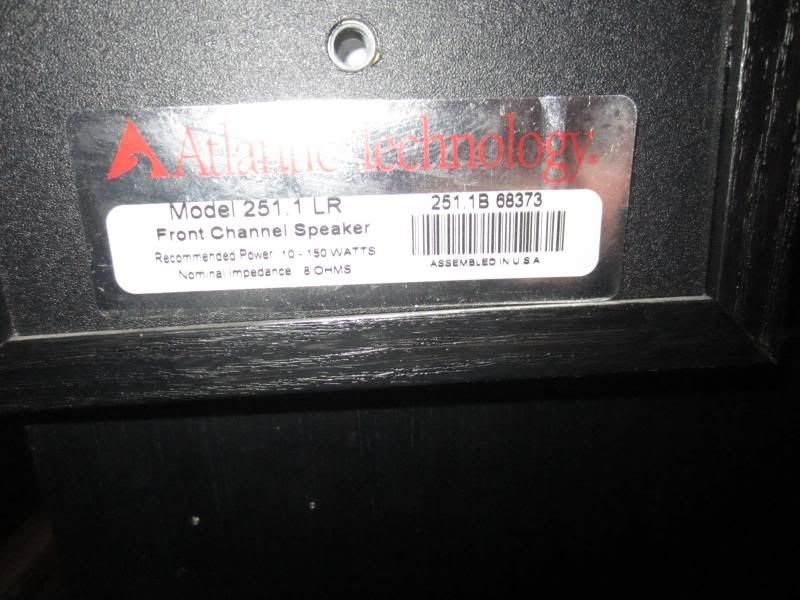 Atlantic Technology®
Model 251.1 LR
Front Channel Speaker
Recommended Power 10 - 150 WATTS
Nominal Impedance 8 OHMS
251.1B 68373
ASSEMBLED IN U.S.A